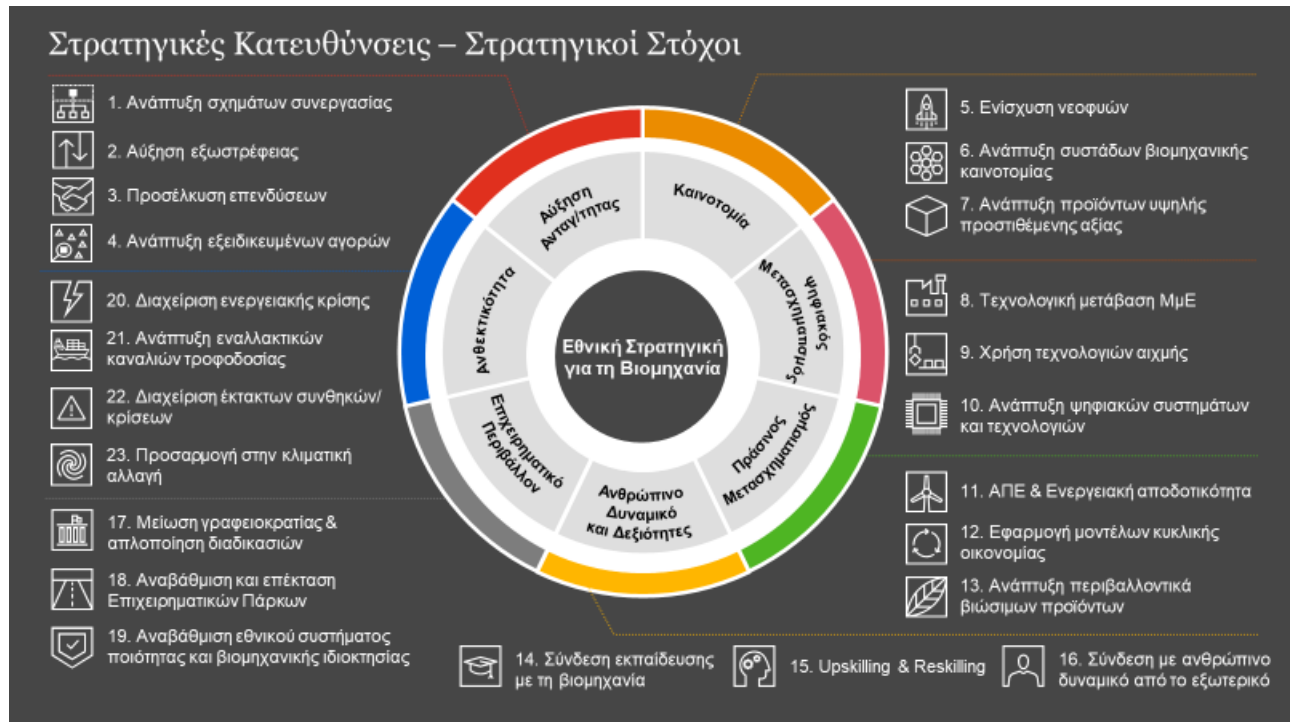 Στρατηγικές Κατευθύνσεις – Στρατηγικοί Στόχοι
1. Ανάπτυξη σχημάτων συνεργασίας
2. Αύξηση εξωστρέφειας
3. Προσέλκυση επενδύσεων
4. Ανάπτυξη εξειδικευμένων αγορών
20. Διαχείριση ενεργειακής κρίσης
21. Ανάπτυξη εναλλακτικών
καναλιών τροφοδοσίας
22. Διαχείριση έκτακτων συνθηκών/
κρίσεων
23. Προσαρμογή στην κλιματική
αλλαγή
17. Μείωση γραφειοκρατίας &
απλοποίηση διαδικασιών
18. Αναβάθμιση και επέκταση
Επιχειρηματικών Πάρκων
19. Αναβάθμιση εθνικού συστήματος
ποιότητας και βιομηχανικής ιδιοκτησίας
Αύξηση
Ανταγ/τητας
Καινοτομία
Ψηφιακός
Μετασχηματισμός
Πράσινος
Μετασχηματισμός
Ανθρώπινο
Δυναμικό
και Δεξιότητες
Επιχειρηματικό
Περιβάλλον
Ανθεκτικότητα
Εθνική Στρατηγική
για τη Βιομηχανία
5. Ενίσχυση νεοφυών
6. Ανάπτυξη συστάδων βιομηχανικής
καινοτομίας
7. Ανάπτυξη προϊόντων υψηλής
προστιθέμενης αξίας
8. Τεχνολογική μετάβαση ΜμΕ
9. Χρήση τεχνολογιών αιχμής
10. Ανάπτυξη ψηφιακών συστημάτων
και τεχνολογιών
11. ΑΠΕ & Ενεργειακή αποδοτικότητα
12. Εφαρμογή μοντέλων κυκλικής
οικονομίας
13. Ανάπτυξη περιβαλλοντικά
βιώσιμων προϊόντων
14. Σύνδεση εκπαίδευσης
με τη βιομηχανία
15. Upskilling & Reskilling
16. Σύνδεση με ανθρώπινο
δυναμικό από το εξωτερικό